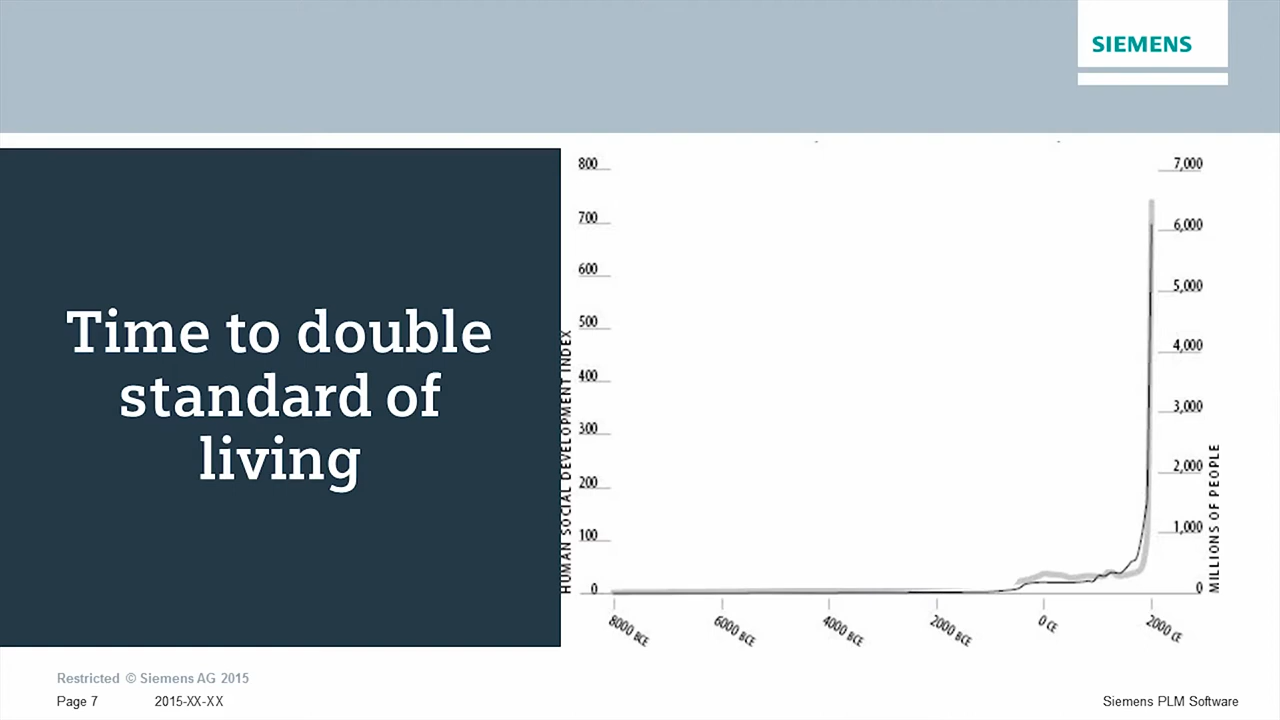 SIEMENS
Time to double
standard of
living
HUMAN SOCIAL DEVELOPMENT INDEX
800
700
600
500
400
300
200
100
0
7,000
6,000
5,000
4,000
3,000
2,000
1,000
0
MILLIONS OF PEOPLE
8000 BCE
6000 BCE
4000 BCE
2000 BCE
0 CE
2000 CE
Restricted © Siemens AG 2015
Page 7
2015-XX-XX
Siemens PLM Software